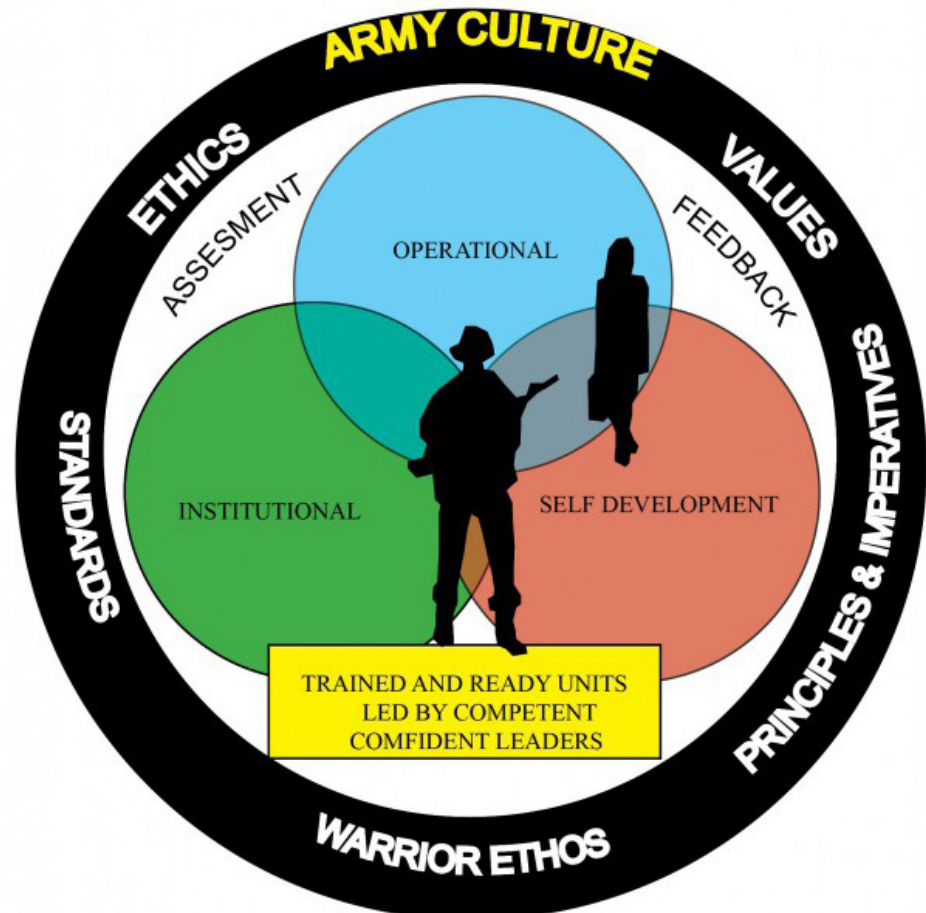 ARMY CULTURE
ETHICS
VALUES
ASSESMENT
FEEDBACK
OPERATIONAL
STANDARDS
PRINCIPLES & IMPERATIVES
INSTITUTIONAL
SELF DEVELOPMENT
TRAINED AND READY UNITS
LED BY COMPETENT
COMFIDENT LEADERS
WARRIOR ETHOS